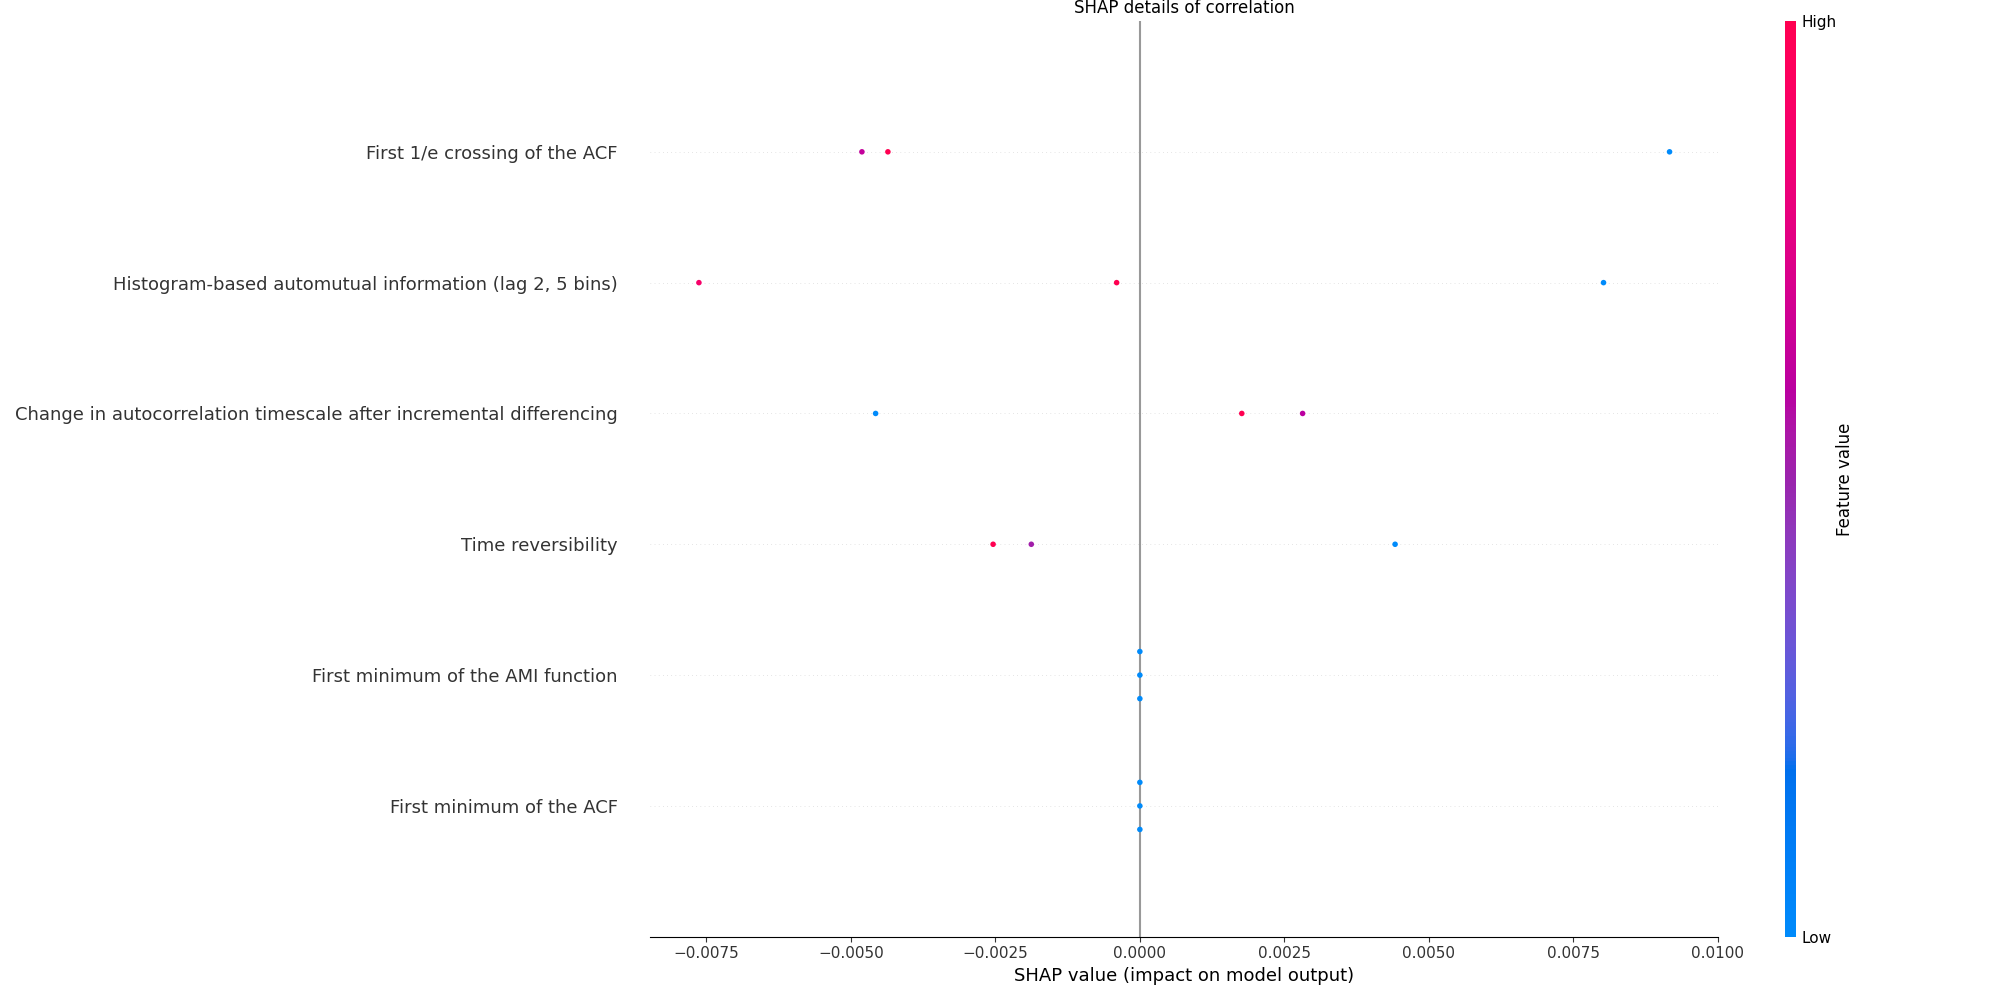 SHAP details of correlation
High
First 1/e crossing of the ACF
Histogram-based automutual information (lag 2, 5 bins)
Change in autocorrelation timescale after incremental differencing
Time reversibility
First minimum of the AMI function
First minimum of the ACF
Feature value
Low
−0.0075 −0.0050 −0.0025 0.0000 0.0025 0.0050 0.0075 0.0100
SHAP value (impact on model output)